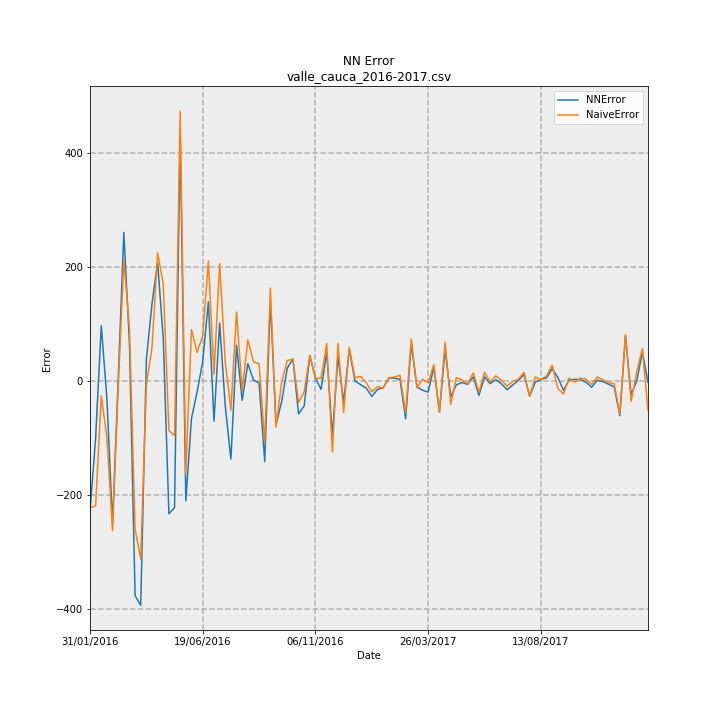 NN Error
valle_cauca_2016-2017.csv
NNError
NaiveError
400
200
0
−200
−400
Error
31/01/2016 19/06/2016 06/11/2016 26/03/2017 13/08/2017
Date